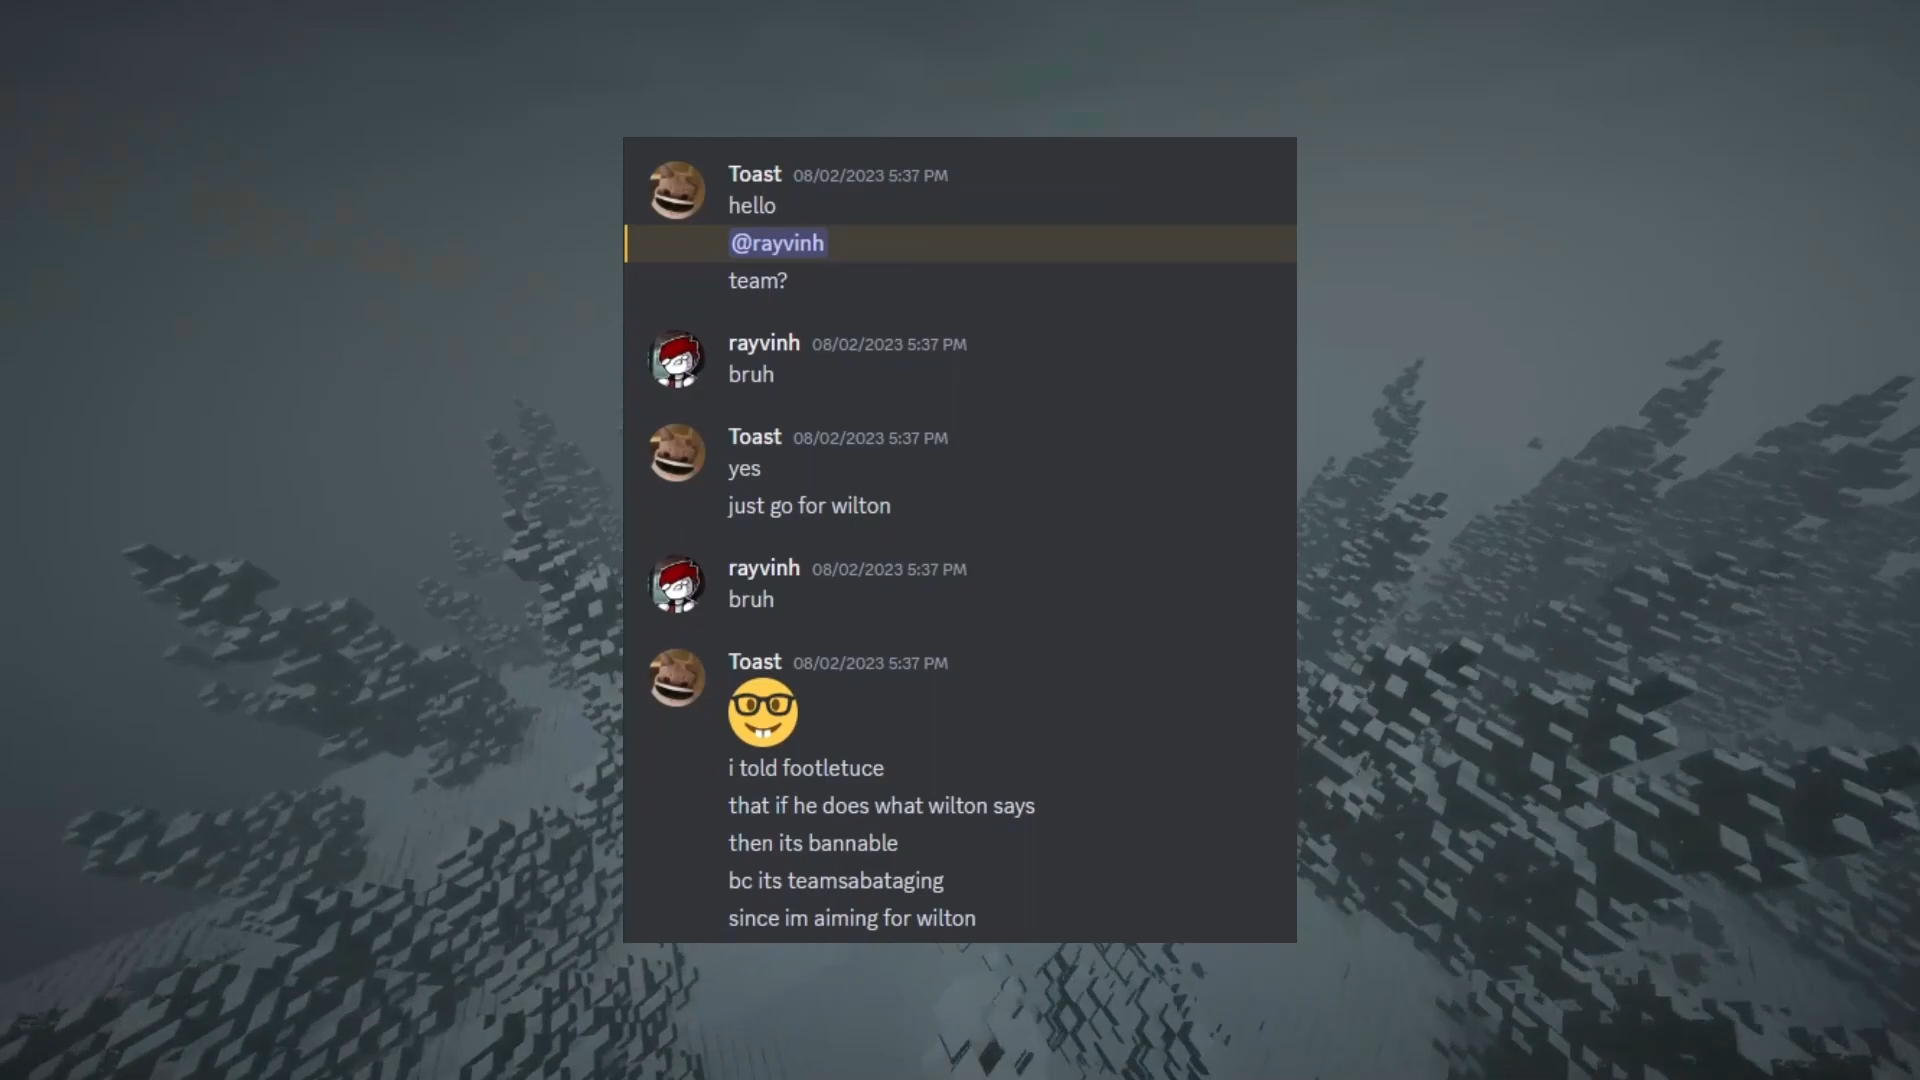 Toast 08/02/2023 5:37 PM
hello
@rayvinh
team?
rayvinh 08/02/2023 5:37 PM
bruh
Toast 08/02/2023 5:37 PM
yes
just go for wilton
rayvinh 08/02/2023 5:37 PM
bruh
Toast 08/02/2023 5:37 PM
i told footletuce
that if he does what wilton says
then its bannable
bc its teamsabataging
since im aiming for wilton